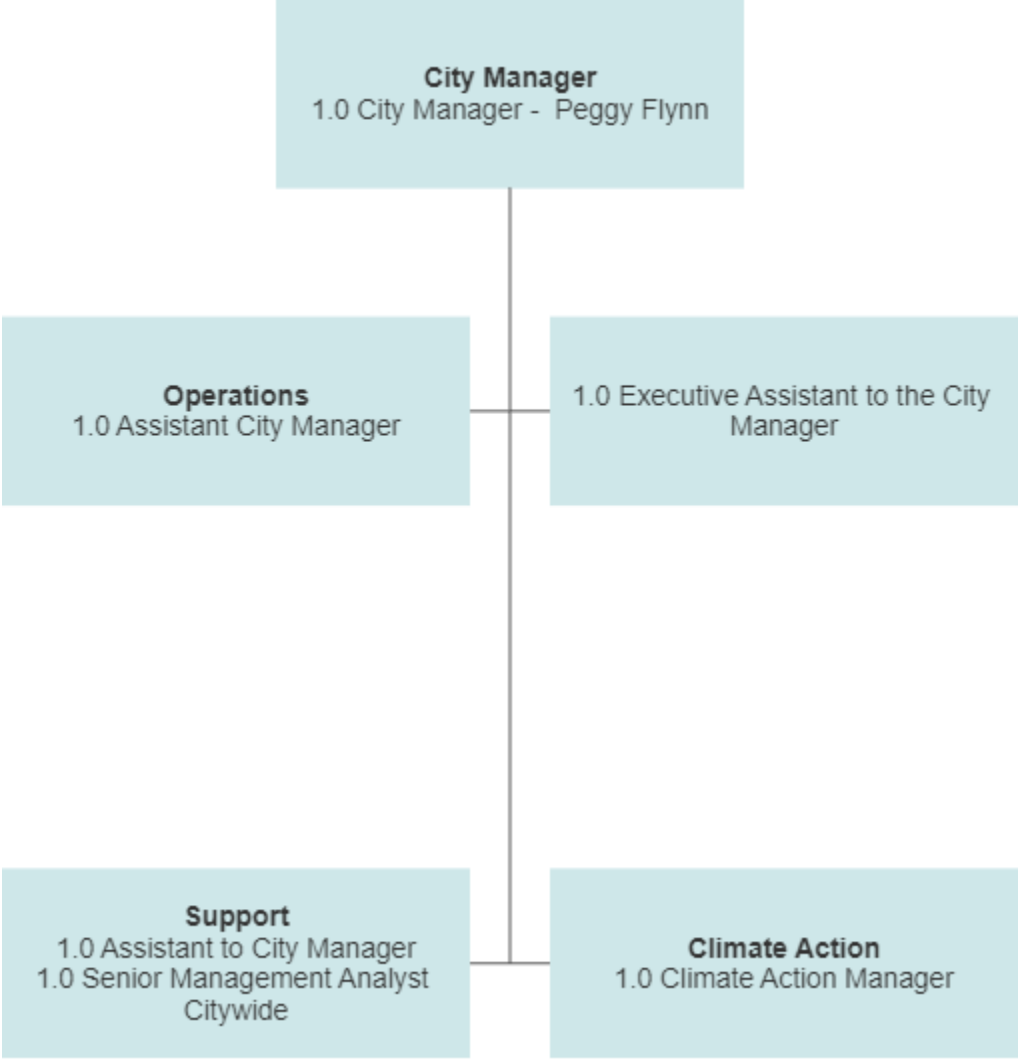 City Manager
1.0 City Manager -  Peggy Flynn
Operations
1.0 Assistant City Manager
1.0 Executive Assistant to the City
Manager
Support
1.0 Assistant to City Manager
1.0 Senior Management Analyst
Citywide
Climate Action
1.0 Climate Action Manager